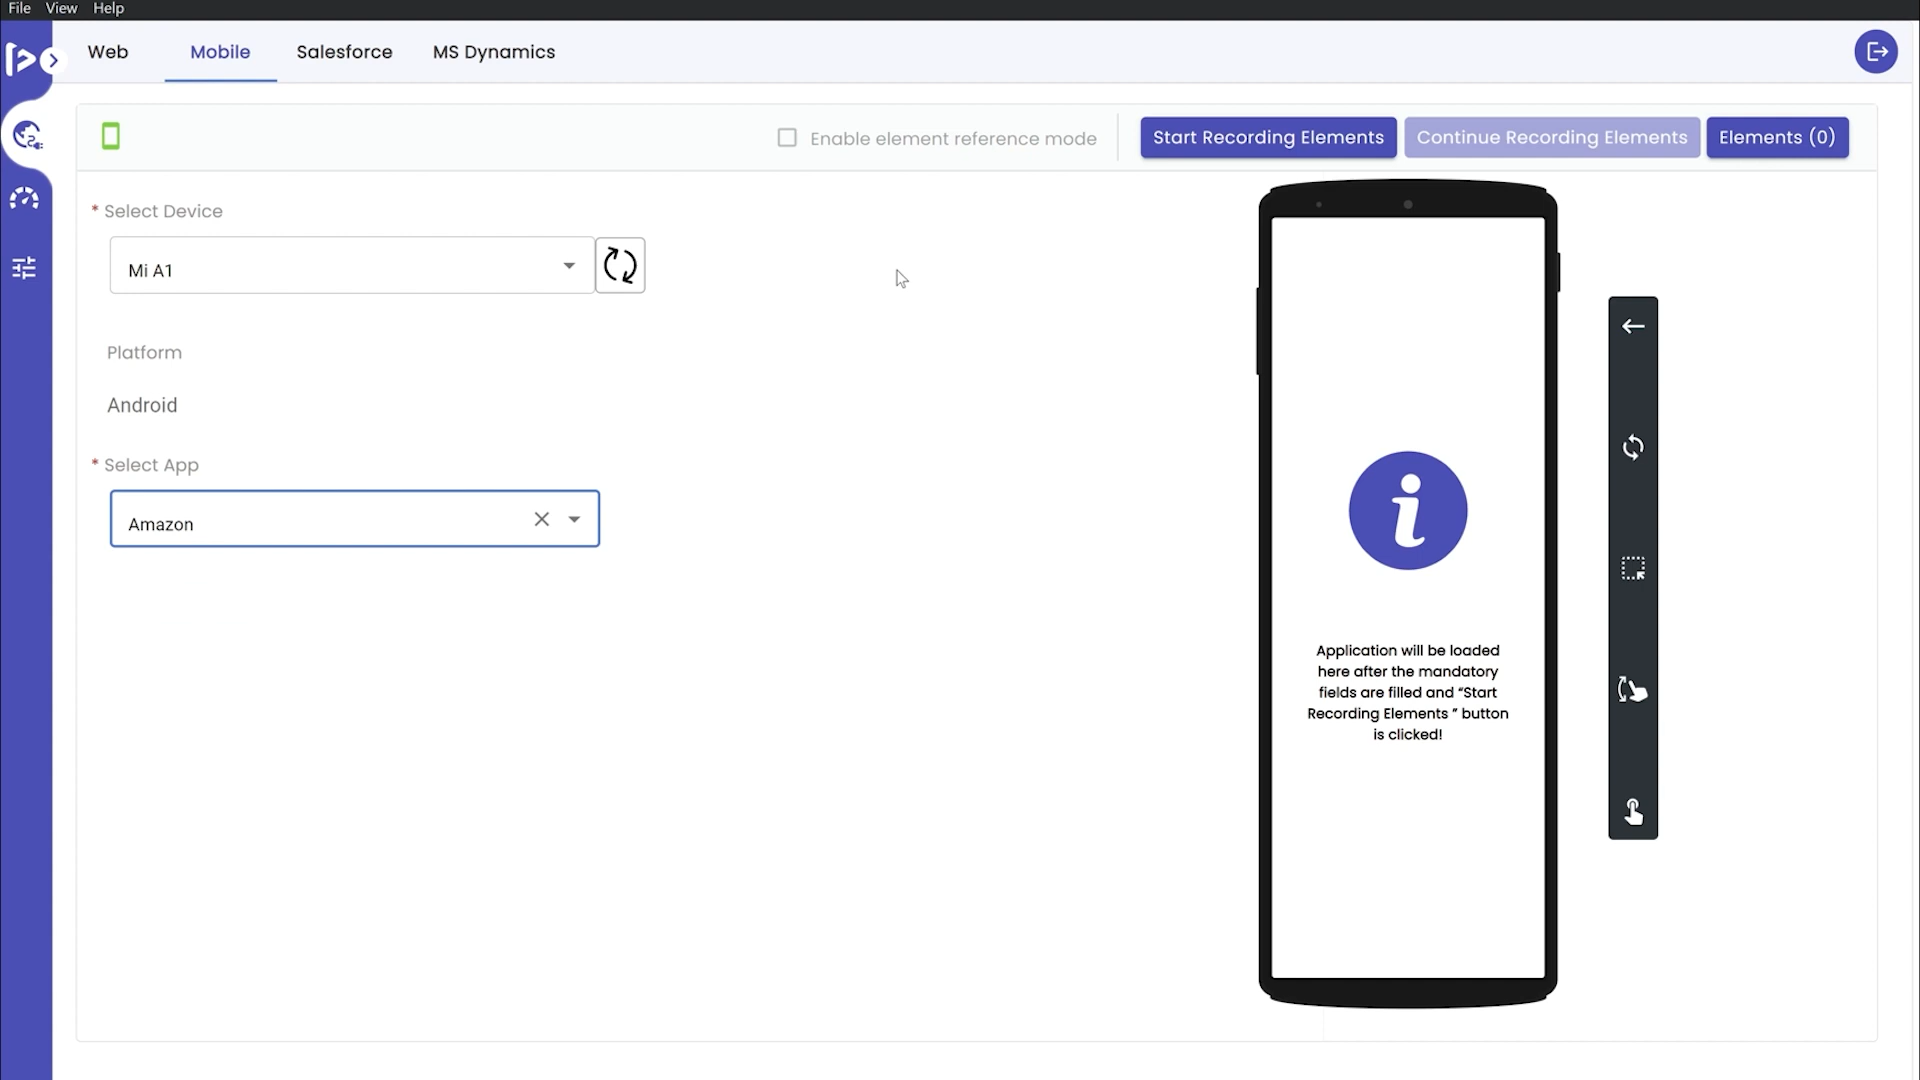 File View Help
Web Mobile Salesforce MS Dynamics
Enable element reference mode Start Recording Elements Continue Recording Elements Elements (0)
* Select Device
Mi A1
Platform
Android
* Select App
Amazon
Application will be loaded
here after the mandatory
fields are filled and “Start
Recording Elements ” button
is clicked!